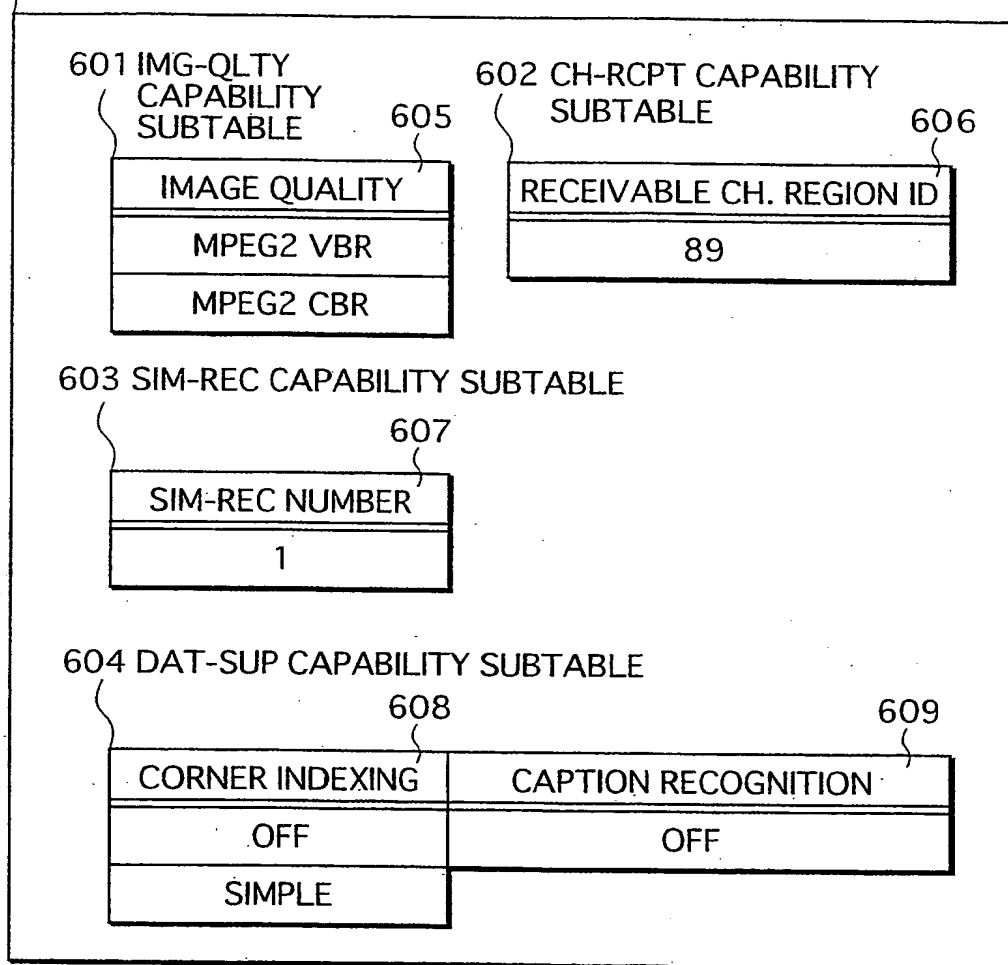 601 IMG-QLTY
CAPABILITY
SUBTABLE
605
IMAGE QUALITY
MPEG2 VBR
MPEG2 CBR
602 CH-RCPT CAPABILITY
SUBTABLE
606
RECEIVABLE CH. REGION ID
89
603 SIM-REC CAPABILITY SUBTABLE
607
SIM-REC NUMBER
1
604 DAT-SUP CAPABILITY SUBTABLE
608
609
CORNER INDEXING
CAPTION RECOGNITION
OFF
OFF
SIMPLE